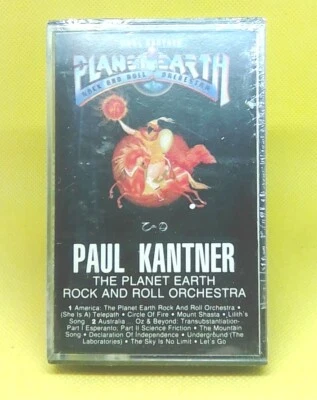 PAUL KANTNER
PLANET EARTH
ROCK AND ROLL ORCHESTRA
PAUL KANTNER
THE PLANET EARTH
ROCK AND ROLL ORCHESTRA
1 America: The Planet Earth Rock And Roll Orchestra •
(She Is A) Telepath • Circle Of Fire • Mount Shasta • Lilith's
Song 2 Australia Oz & Beyond: Transubstantiation-
Part I Esperanto; Part II Science Friction • The Mountain
Song • Declaration Of Independence • Underground (The
Laboratories) • The Sky Is No Limit • Let's Go